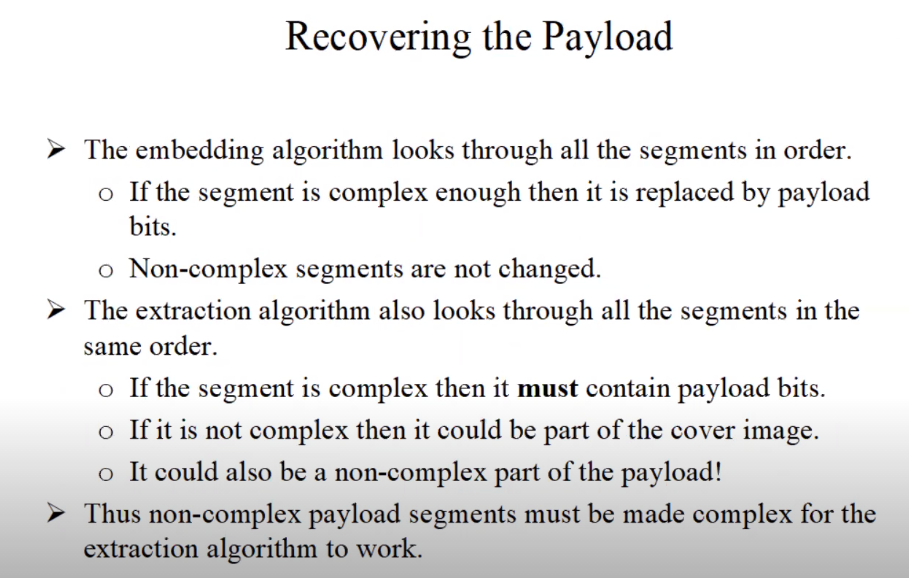 Recovering the Payload
➢ The embedding algorithm looks through all the segments in order.
o If the segment is complex enough then it is replaced by payload
bits.
o Non-complex segments are not changed.
➢ The extraction algorithm also looks through all the segments in the
same order.
o If the segment is complex then it must contain payload bits.
o If it is not complex then it could be part of the cover image.
o It could also be a non-complex part of the payload!
➢ Thus non-complex payload segments must be made complex for the
extraction algorithm to work.